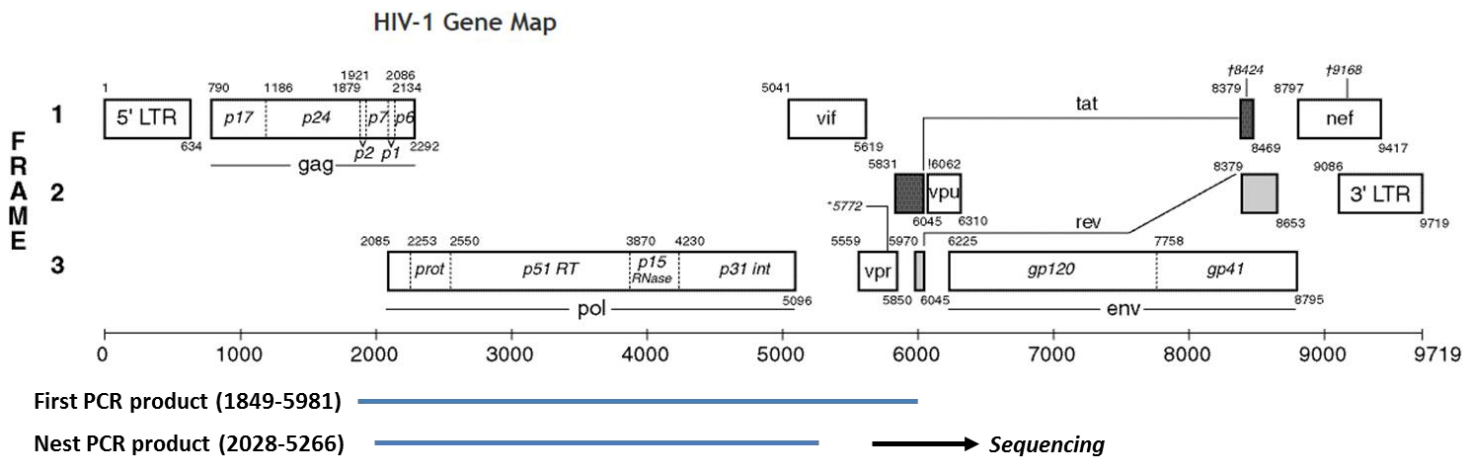 HIV-1 Gene Map
1921 2086 †8424 †9168
1 790 1186 1879 2134 5041 8379 8797
FRAME
1 5' LTR p17 p24 p7 p6 vif tat nef
634 p2 p1 2292 5619 8469 9417
gag 5831 !6062 8379 9086
2 vpu 3' LTR
*5772 6045 6310 rev 8653 9719
2085 2253 2550 3870 4230 5559 5970 6225 7758
3 prot p51 RT p15 RNase p31 int vpr gp120 gp41
5096 5850 6045 8795
pol env
0 1000 2000 3000 4000 5000 6000 7000 8000 9000 9719
First PCR product (1849-5981)
Nest PCR product (2028-5266) Sequencing